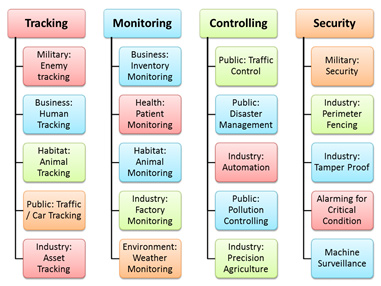 Tracking
Military:
Enemy
tracking
Business:
Human
Tracking
Habitat:
Animal
Tracking
Public: Traffic
/ Car Tracking
Industry:
Asset
Tracking
Monitoring
Business:
Inventory
Monitoring
Health:
Patient
Monitoring
Habitat:
Animal
Monitoring
Industry:
Factory
Monitoring
Environment:
Weather
Monitoring
Controlling
Public: Traffic
Control
Public:
Disaster
Management
Industry:
Automation
Public:
Pollution
Controlling
Industry:
Precision
Agriculture
Security
Military:
Security
Industry:
Perimeter
Fencing
Industry:
Tamper Proof
Alarming for
Critical
Condition
Machine
Surveillance